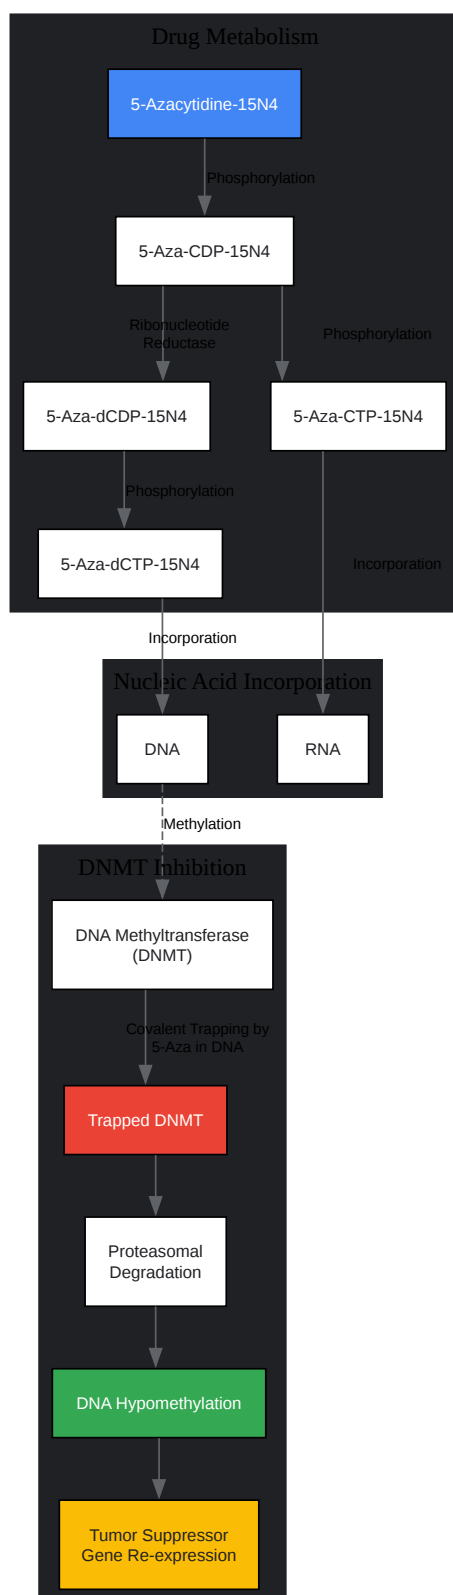 Drug Metabolism
5-Azacytidine-15N4
Phosphorylation
5-Aza-CDP-15N4
Ribonucleotide
Reductase
Phosphorylation
5-Aza-dCDP-15N4
5-Aza-CTP-15N4
Phosphorylation
5-Aza-dCTP-15N4
Incorporation
Incorporation
Nucleic Acid Incorporation
DNA
RNA
Methylation
DNMT Inhibition
DNA Methyltransferase
(DNMT)
Covalent Trapping by
5-Aza in DNA
Trapped DNMT
Proteasomal
Degradation
DNA Hypomethylation
Tumor Suppressor
Gene Re-expression